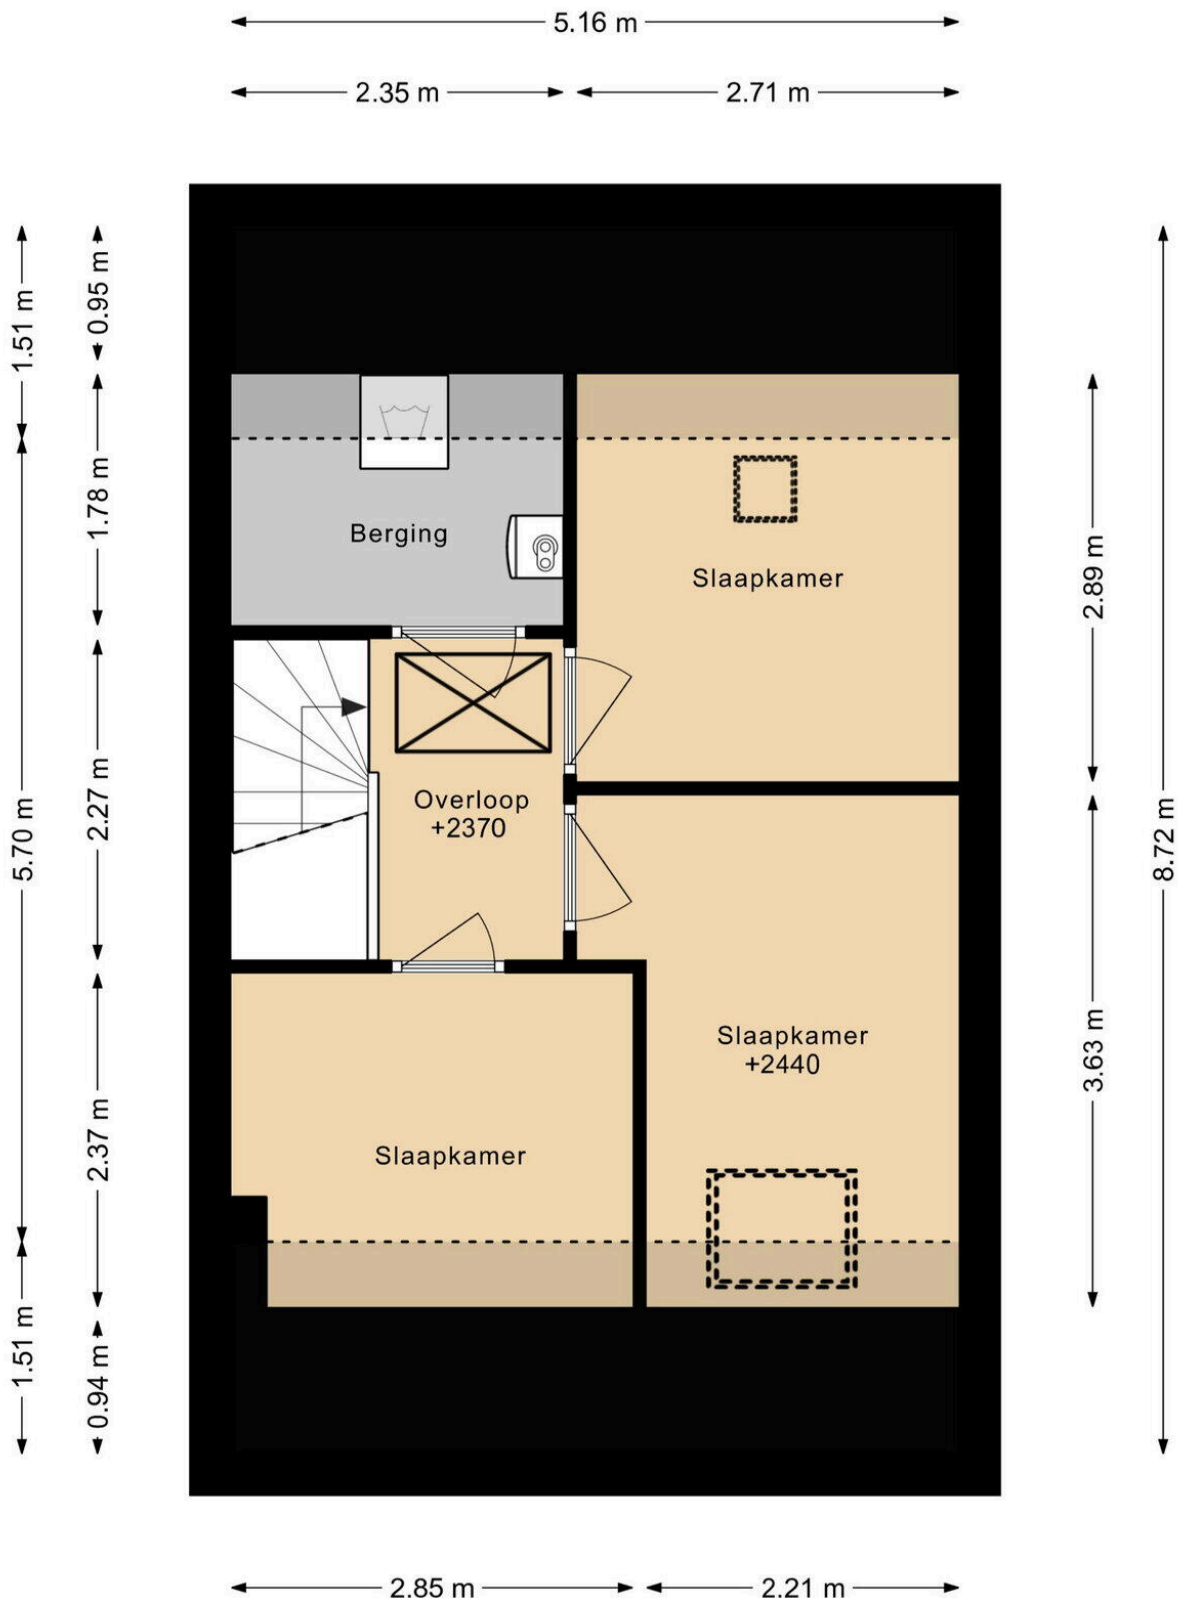 5.16 m
2.35 m
2.71 m
1.51 m
0.95 m
1.78 m
Berging
Slaapkamer
2.89 m
2.27 m
5.70 m
8.72 m
Overloop
+2370
Slaapkamer
+2440
3.63 m
2.37 m
Slaapkamer
1.51 m
0.94 m
2.85 m
2.21 m